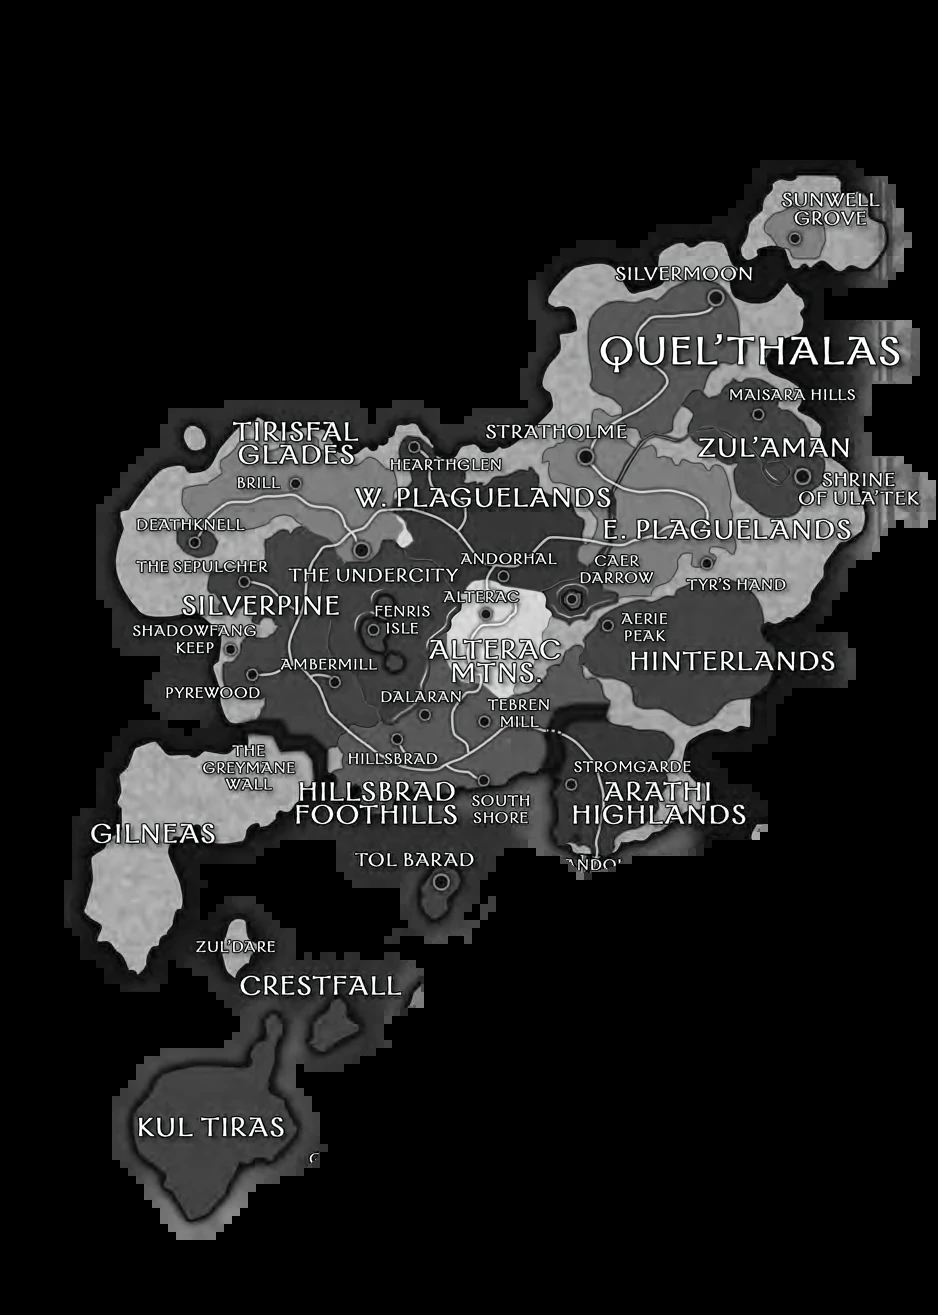 SUNWELL
GROVE
SILVERMOON
QUEL'THALAS
MAISARA HILLS
TIRISFAL
GLADES
STRATHOLME
ZUL'AMAN
HEARTHGLEN
BRILL
SHRINE
OF ULA'TEK
W. PLAGUELANDS
DEATHKNELL
E. PLAGUELANDS
THE SEPULCHER
THE UNDERCITY
ANDORHAL
CAER
DARROW
TYR'S HAND
SILVERPINE
FENRIS
ISLE
ALTERAC
AERIE
PEAK
SHADOWFANG
KEEP
ALTERAC
MTNS.
HINTERLANDS
AMBERMILL
PYREWOOD
DALARAN
TEBREN
MILL
THE
GREYMANE
WALL
HILLSBRAD
STROMGARDE
HILLSBRAD
FOOTHILLS
SOUTH
SHORE
ARATHI
HIGHLANDS
GILNEAS
TOL BARAD
ANDO'
ZUL'DARE
CRESTFALL
KUL TIRAS